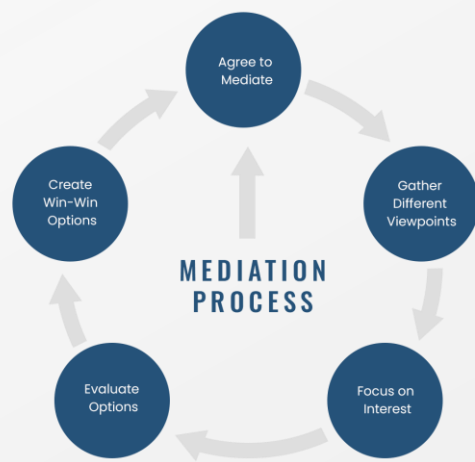 Agree to
Mediate
Gather
Different
Viewpoints
Focus on
Interest
Evaluate
Options
Create
Win-Win
Options
MEDIATION
PROCESS